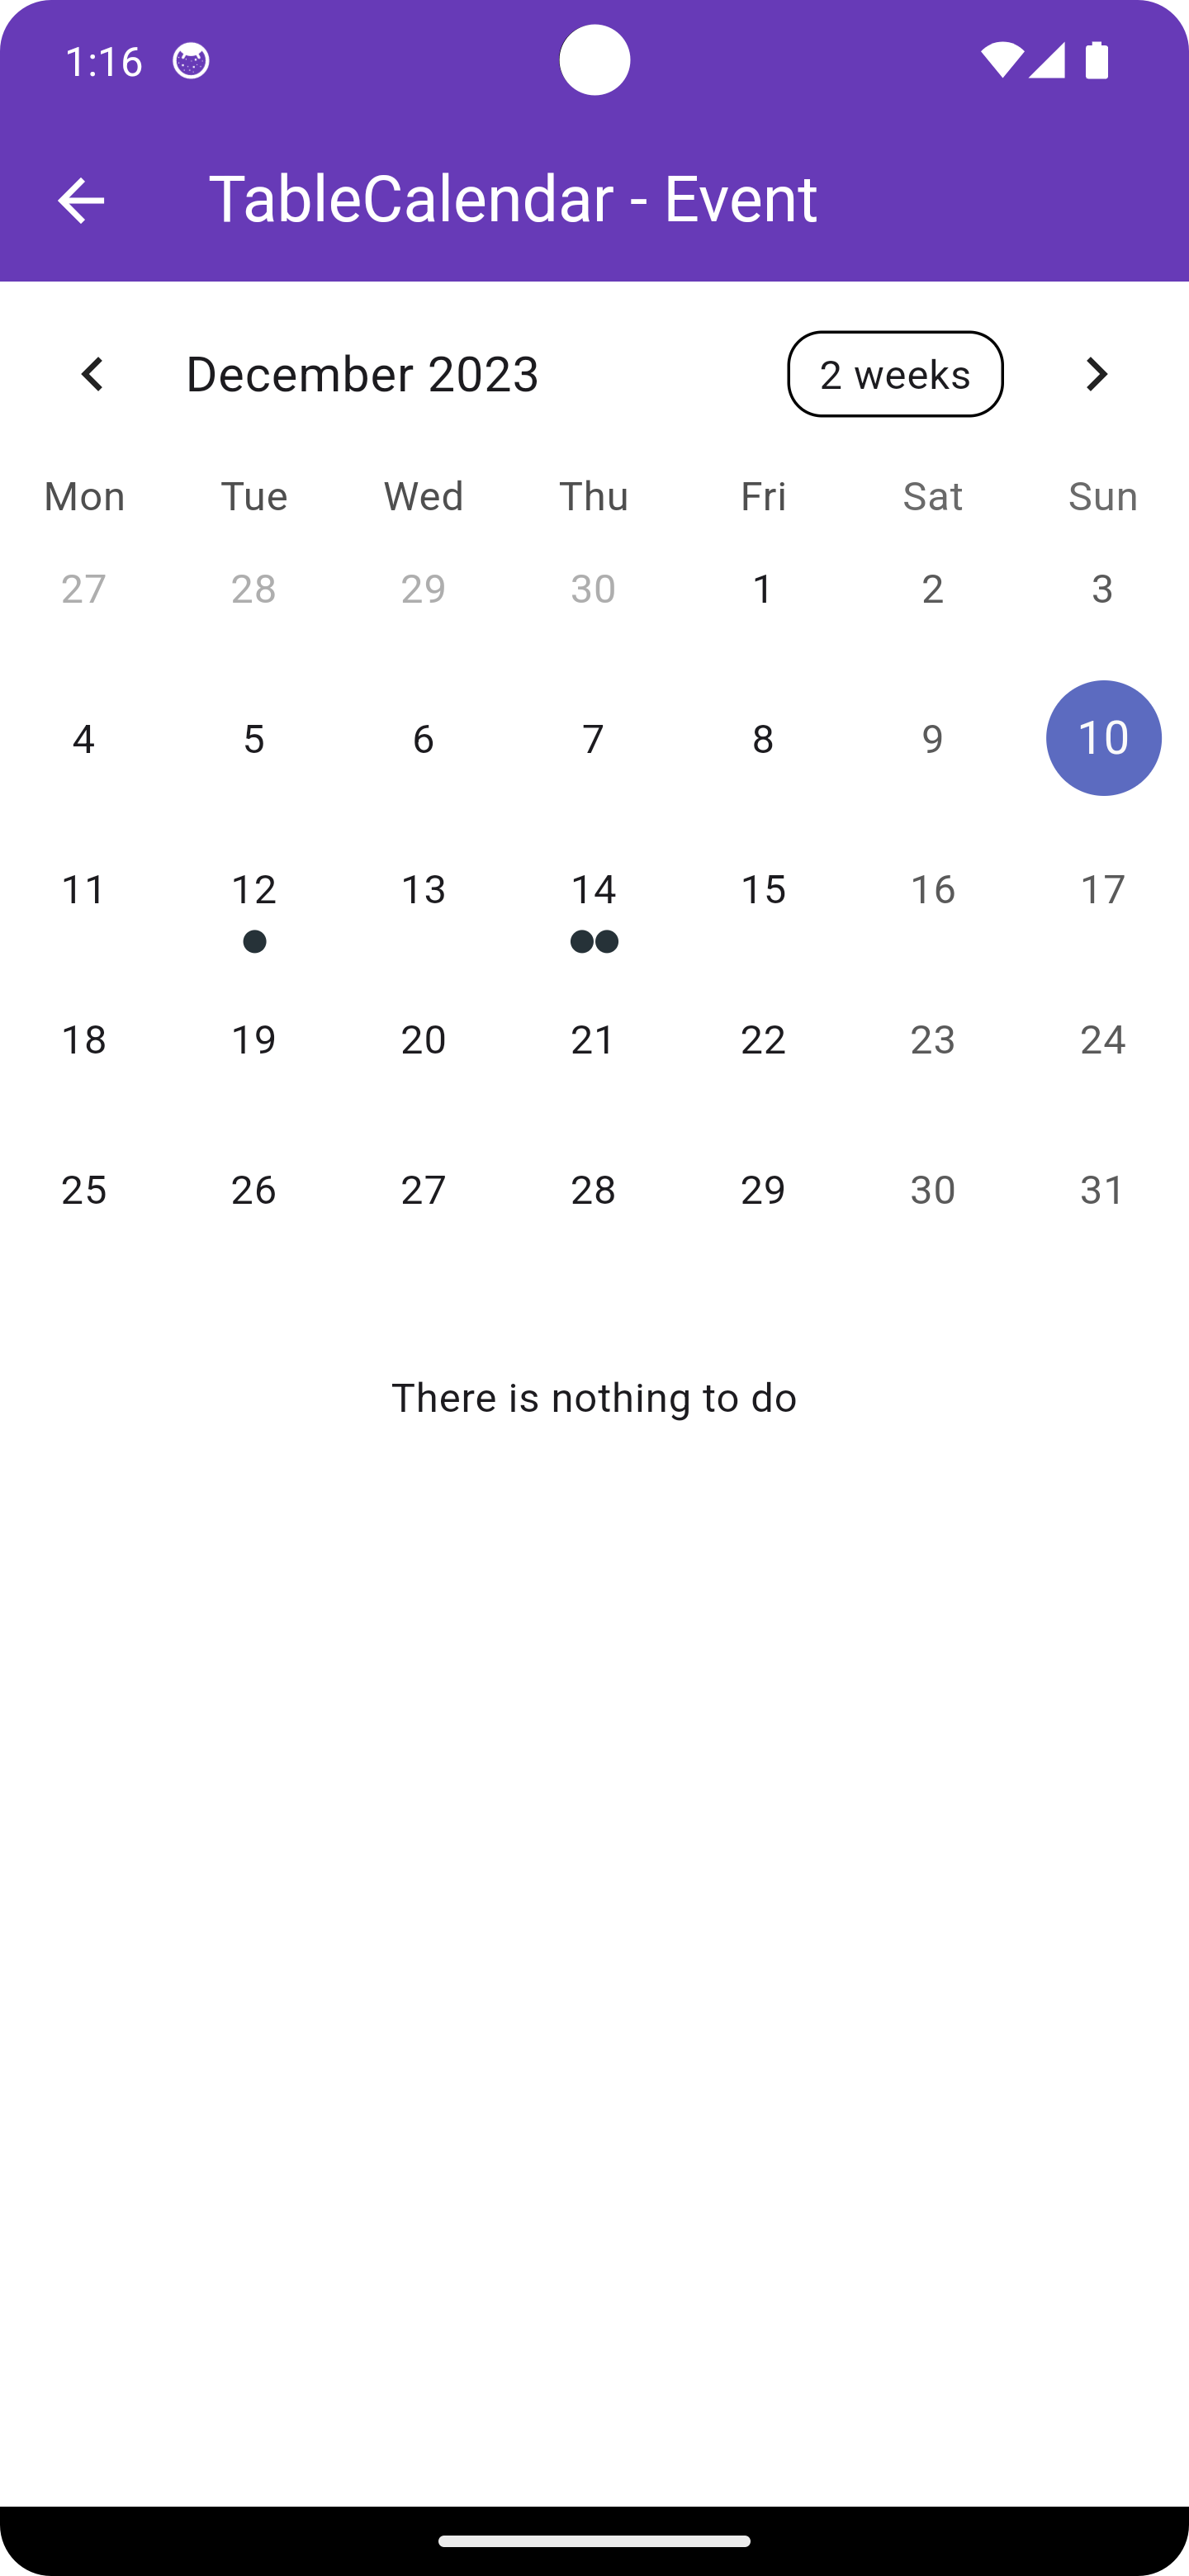 1:16
TableCalendar - Event
December 2023 2 weeks
Mon Tue Wed Thu Fri Sat Sun
27 28 29 30 1 2 3
4 5 6 7 8 9 10
11 12 13 14 15 16 17
18 19 20 21 22 23 24
25 26 27 28 29 30 31
There is nothing to do